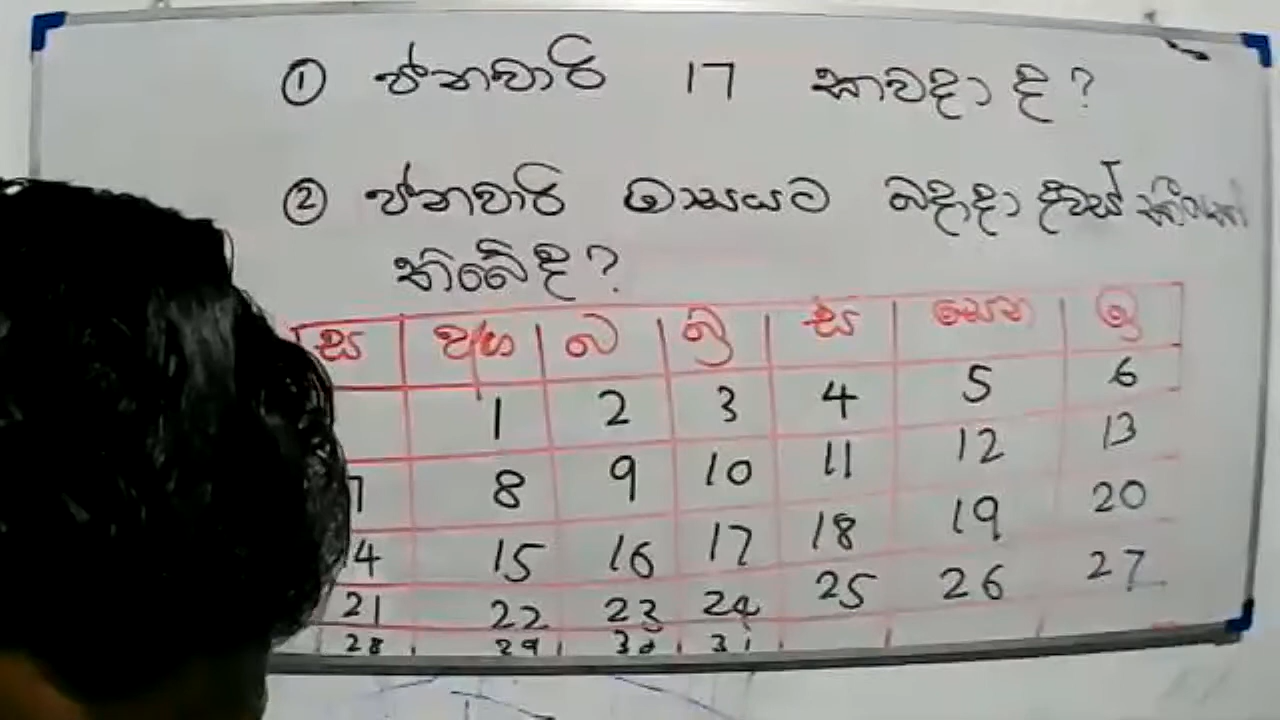 ① ජනවාරි 17 කවදා ද?
② ජනවාරි මාසයට බදාදා දවස් කීයක්
තිබේද?
ස අඟ බ බ්‍ර ස සෙන ඉ
1 2 3 4 5 6
7 8 9 10 11 12 13
14 15 16 17 18 19 20
21 22 23 24 25 26 27
28 29 30 31